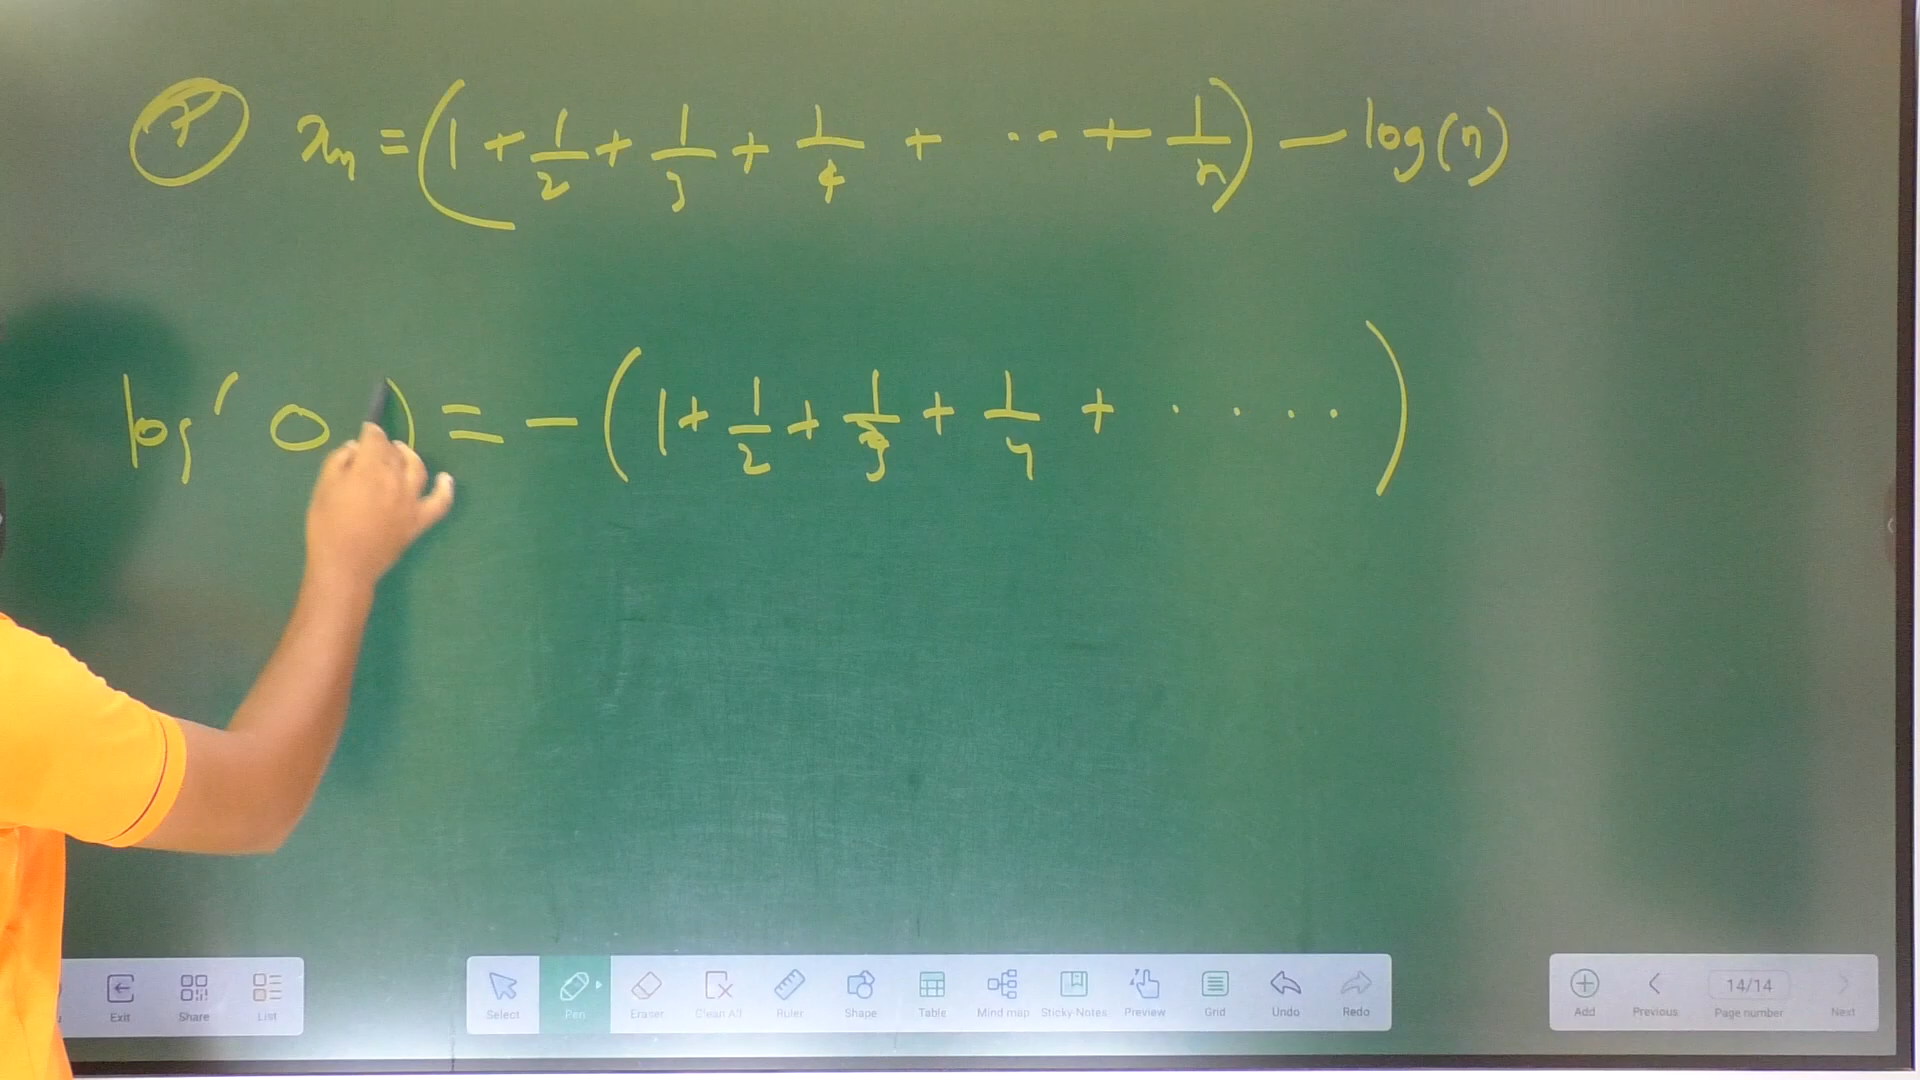 7 xₙ = (1 + 1/2 + 1/3 + 1/4 + ... + 1/n) - log(n)
log( 0 ) = - (1 + 1/2 + 1/3 + 1/4 + ....)
Exit Share List Select Pen Eraser Clean All Ruler Shape Table Mind map Sticky Notes Preview Grid Undo Redo Add Previous 14/14 Page number Next